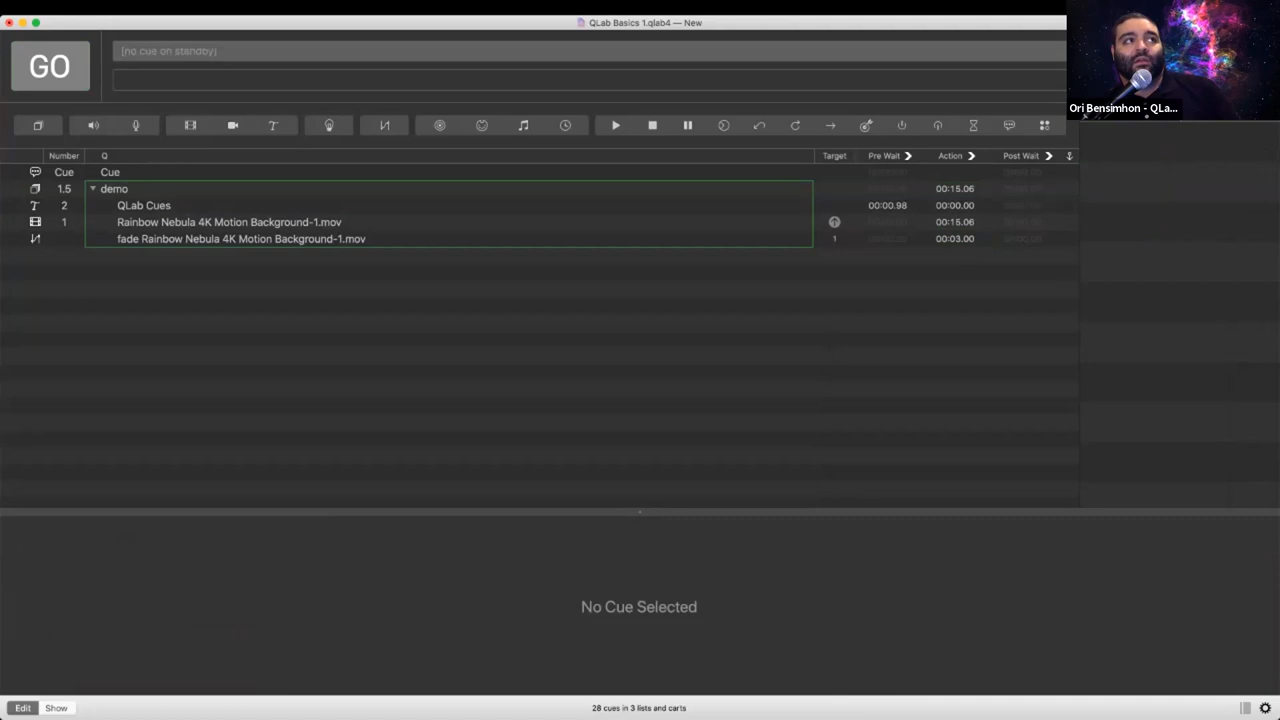 QLab Basics 1.qlab4 — New
GO
[no cue on standby]
Ori Bensimhon - QLa...
Number Q Target Pre Wait Action Post Wait
Cue Cue
1.5 demo 00:15.06
2 QLab Cues 00:00.98 00:00.00
1 Rainbow Nebula 4K Motion Background-1.mov 00:15.06
fade Rainbow Nebula 4K Motion Background-1.mov 1 00:03.00
No Cue Selected
Edit Show 28 cues in 3 lists and carts